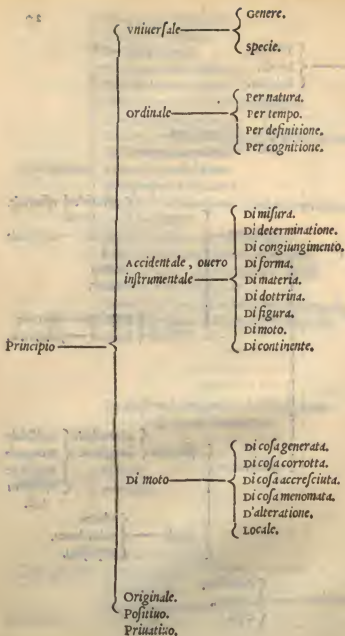 Principio
vniuerſale
Genere.
ſpecie.
ordinale
Per natura.
Per tempo.
Per definitione.
Per cognitione.
Accidentale, ouero
inſtrumentale
Di miſura.
Di determinatione.
Di congiungimento.
Di forma.
Di materia.
Di dottrina.
Di figura.
Di moto.
Di continente.
Di moto
Di coſa generata.
Di coſa corrotta.
Di coſa accreſciuta.
Di coſa menomata.
D'alteratione.
Locale.
Originale.
Poſitiuo.
Priuatiuo.